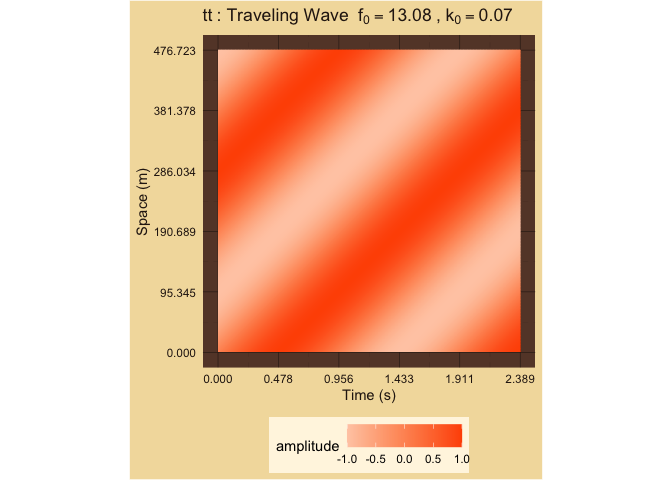 tt : Traveling Wave f₀ = 13.08 , k₀ = 0.07
476.723
381.378
286.034
190.689
95.345
0.000
Space (m)
0.000 0.478 0.956 1.433 1.911 2.389
Time (s)
amplitude
-1.0 -0.5 0.0 0.5 1.0